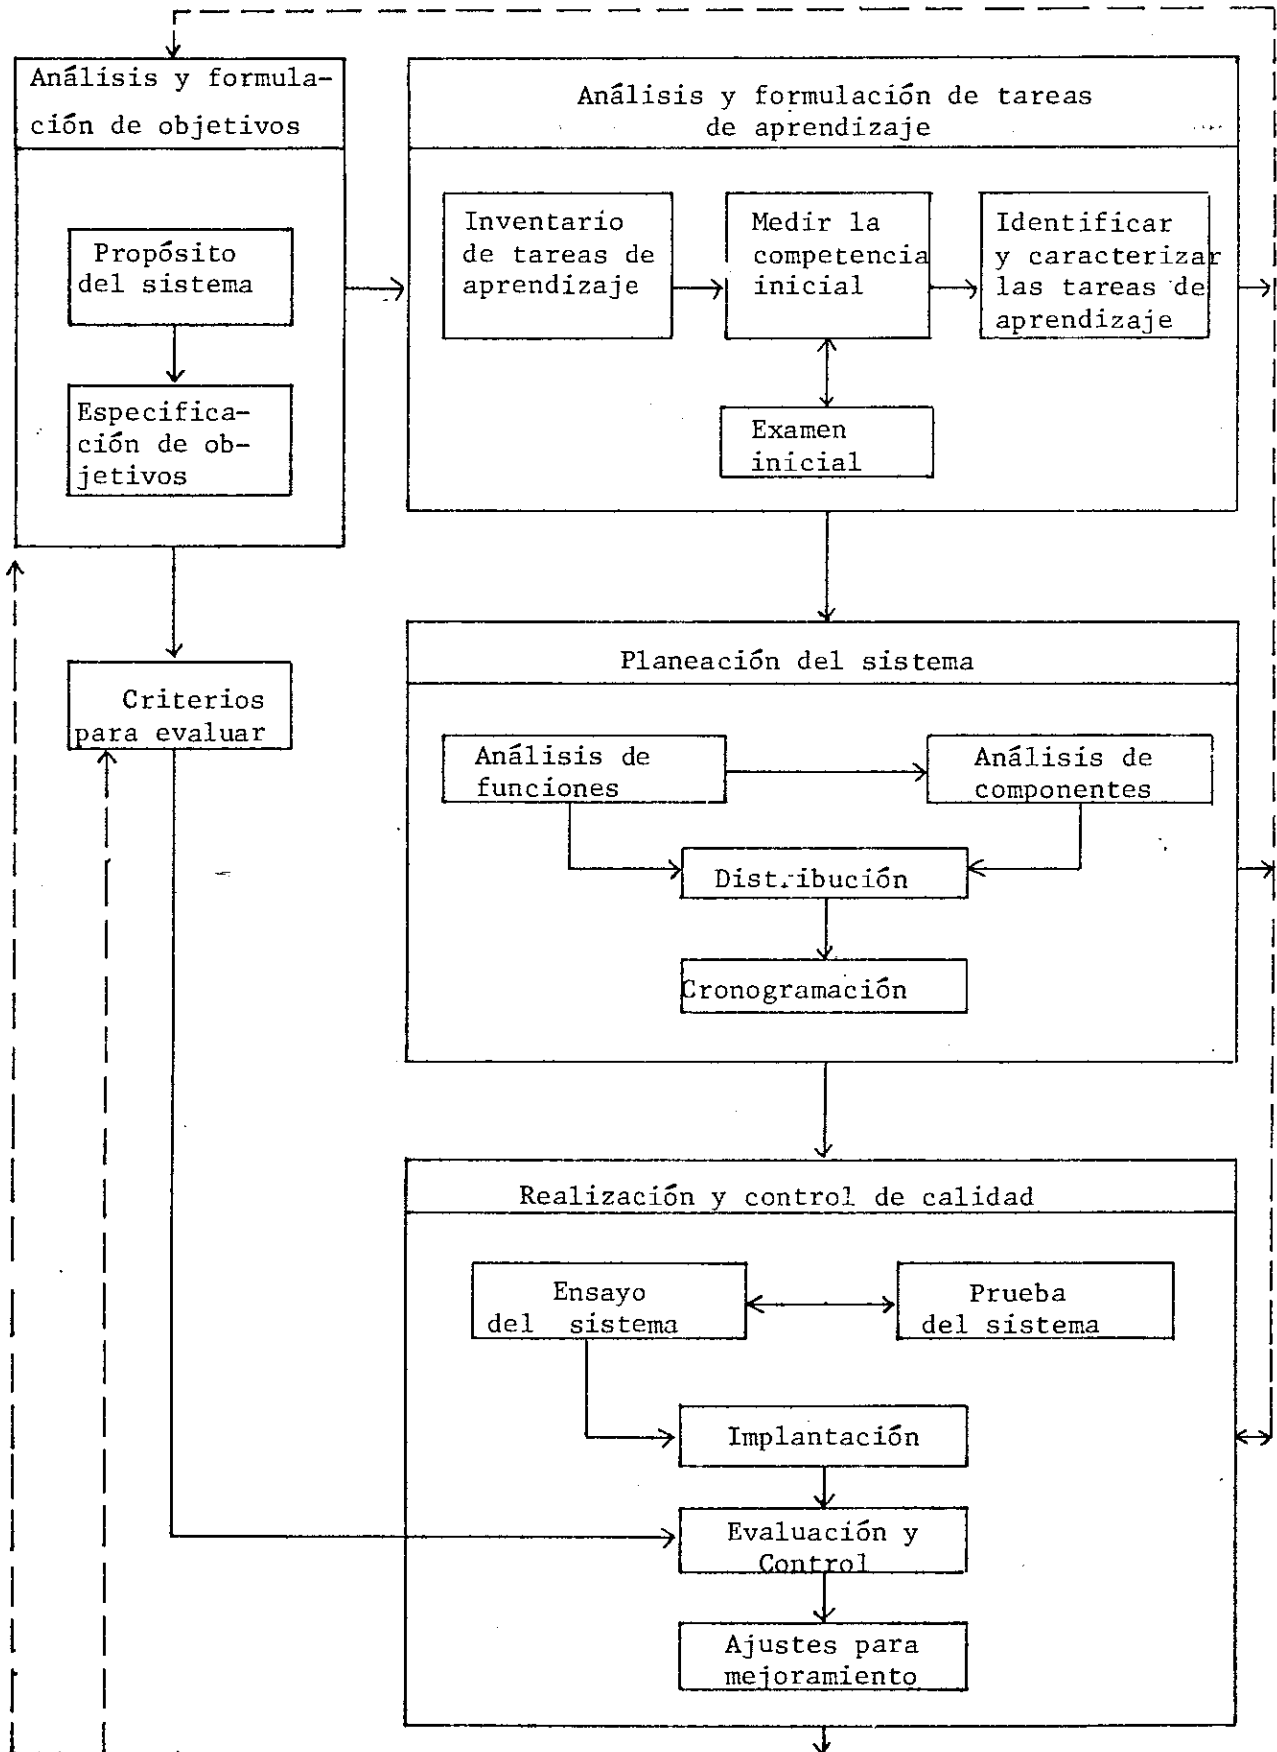 Análisis y formula-
ción de objetivos
Propósito
del sistema
Especifica-
ción de ob-
jetivos
Criterios
para evaluar
Análisis y formulación de tareas
de aprendizaje
Inventario
de tareas de
aprendizaje
Medir la
competencia
inicial
Identificar
y caracterizar
las tareas de
aprendizaje
Examen
inicial
Planeación del sistema
Análisis de
funciones
Análisis de
componentes
Distribución
Cronogramación
Realización y control de calidad
Ensayo
del sistema
Prueba
del sistema
Implantación
Evaluación y
Control
Ajustes para
mejoramiento